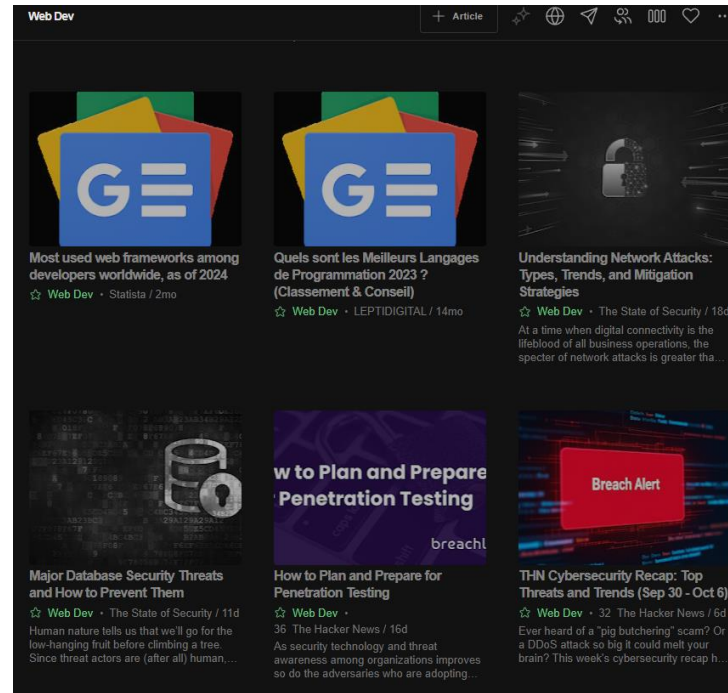 Web Dev
+ Article
GE
Most used web frameworks among
developers worldwide, as of 2024
Web Dev • Statista / 2mo
GE
Quels sont les Meilleurs Langages
de Programmation 2023 ?
(Classement & Conseil)
Web Dev • LEPTIDIGITAL / 14mo
Understanding Network Attacks:
Types, Trends, and Mitigation
Strategies
Web Dev • The State of Security / 18d
At a time when digital connectivity is the
lifeblood of all business operations, the
specter of network attacks is greater tha…
Major Database Security Threats
and How to Prevent Them
Web Dev • The State of Security / 11d
Human nature tells us that we’ll go for the
low-hanging fruit before climbing a tree.
Since threat actors are (after all) human,…
w to Plan and Prepare
Penetration Testing
breachl
How to Plan and Prepare for
Penetration Testing
Web Dev •
36 The Hacker News / 16d
As security technology and threat
awareness among organizations improves
so do the adversaries who are adopting…
Breach Alert
THN Cybersecurity Recap: Top
Threats and Trends (Sep 30 - Oct 6)
Web Dev • 32 The Hacker News / 6d
Ever heard of a "pig butchering" scam? Or
a DDoS attack so big it could melt your
brain? This week's cybersecurity recap h…